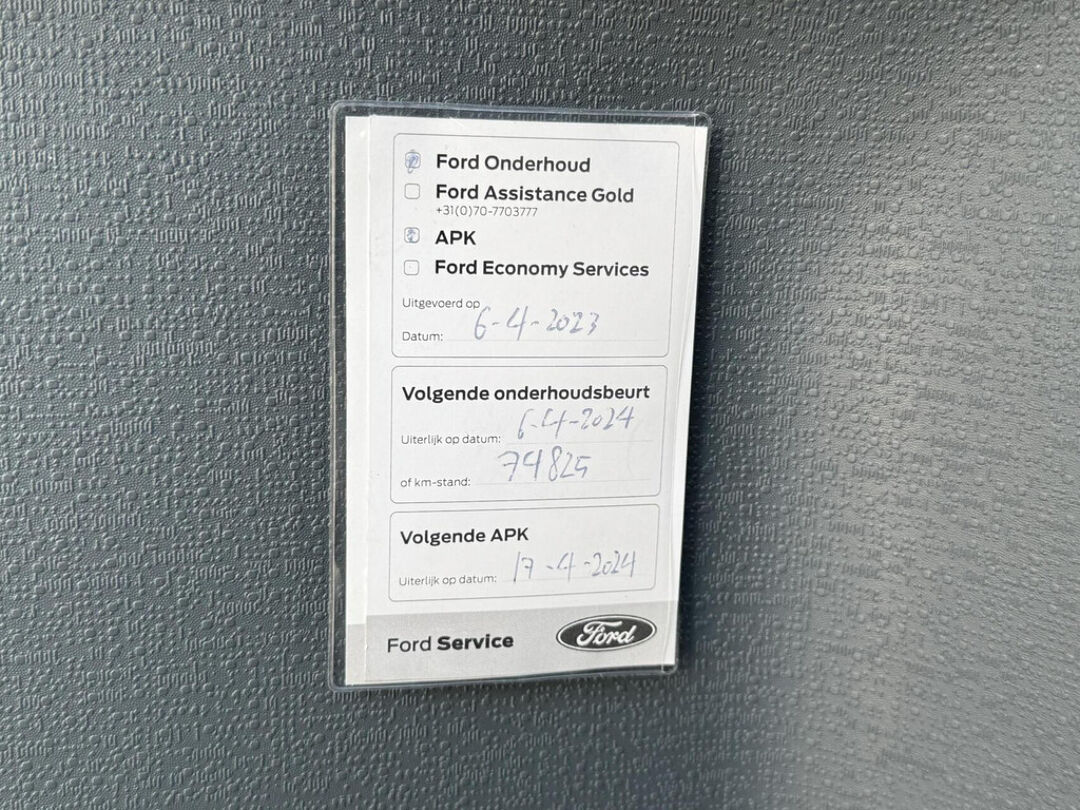 Ford Onderhoud
Ford Assistance Gold
+31(0)70-7703777
APK
Ford Economy Services
Uitgevoerd op
Datum: 6-4-2023
Volgende onderhoudsbeurt
Uiterlijk op datum: 6-4-2024
of km-stand: 74825
Volgende APK
Uiterlijk op datum: 17-4-2024
Ford Service Ford